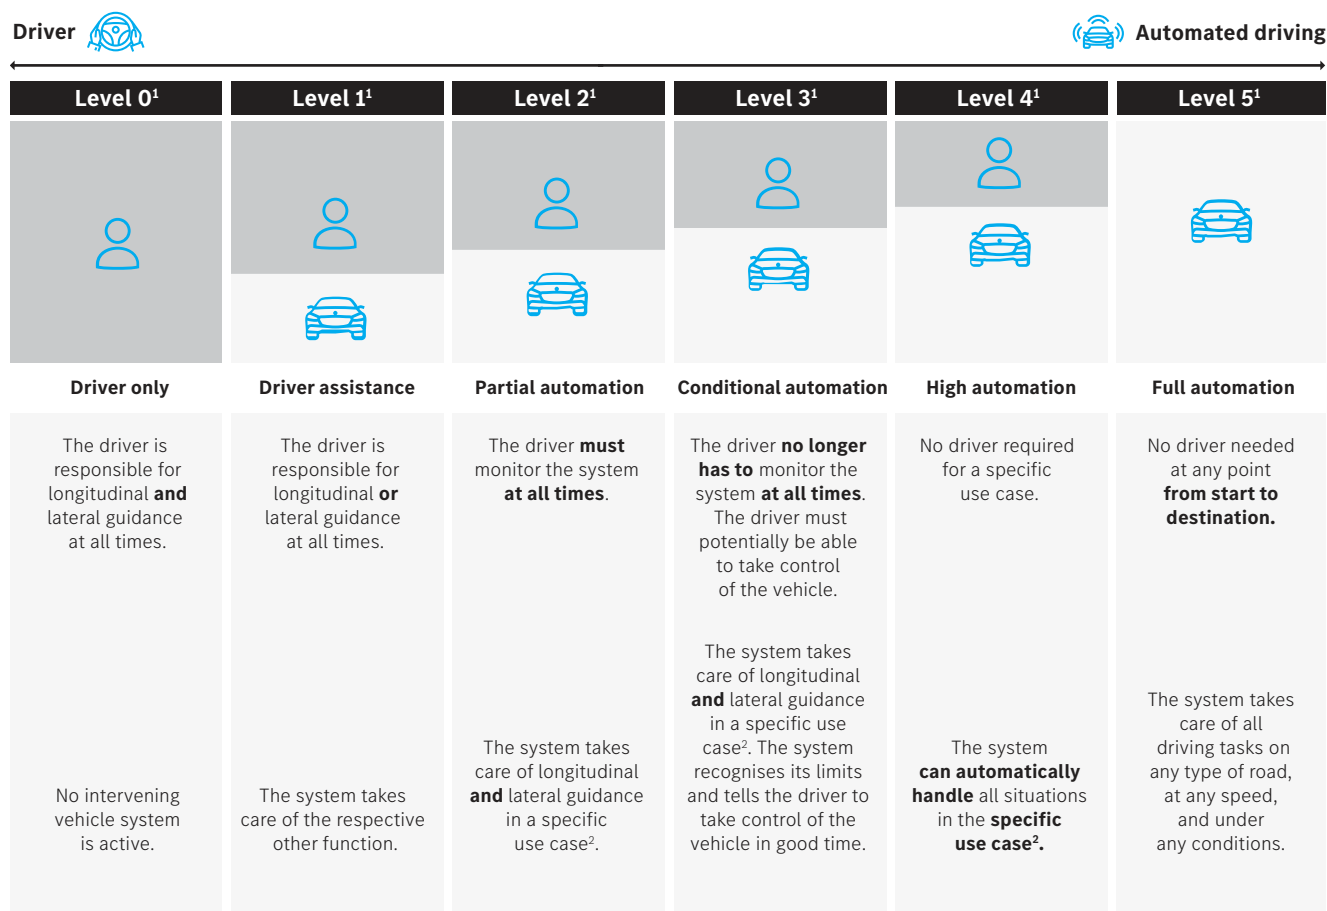 Driver
Automated driving
Level 0¹
Level 1¹
Level 2¹
Level 3¹
Level 4¹
Level 5¹
Driver only
Driver assistance
Partial automation
Conditional automation
High automation
Full automation
The driver is
responsible for
longitudinal and
lateral guidance
at all times.
No intervening
vehicle system
is active.
The driver is
responsible for
longitudinal or
lateral guidance
at all times.
The system takes
care of the respective
other function.
The driver must
monitor the system
at all times.
The system takes
care of longitudinal
and lateral guidance
in a specific
use case².
The driver no longer
has to monitor the
system at all times.
The driver must
potentially be able
to take control
of the vehicle.
The system takes
care of longitudinal
and lateral guidance
in a specific use
case². The system
recognises its limits
and tells the driver to
take control of the
vehicle in good time.
No driver required
for a specific
use case.
The system
can automatically
handle all situations
in the specific
use case².
No driver needed
at any point
from start to
destination.
The system takes
care of all
driving tasks on
any type of road,
at any speed,
and under
any conditions.